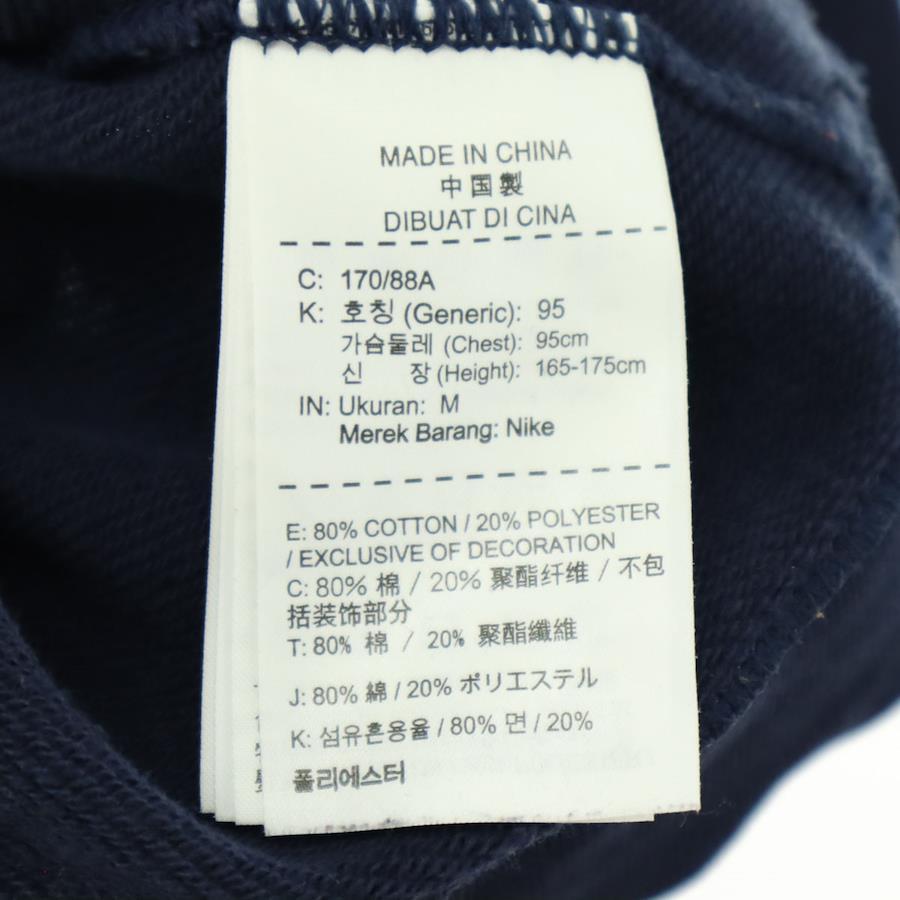 MADE IN CHINA
中国製
DIBUAT DI CINA
C: 170/88A
K: 호칭 (Generic): 95
가슴둘레 (Chest): 95cm
신 장 (Height): 165-175cm
IN: Ukuran: M
Merek Barang: Nike
E: 80% COTTON / 20% POLYESTER
/ EXCLUSIVE OF DECORATION
C: 80% 棉 / 20% 聚酯纤维 / 不包
括装饰部分
T: 80% 棉 / 20% 聚酯纖維
J: 80% 綿 / 20% ポリエステル
K: 섬유혼용율 / 80% 면 / 20%
폴리에스터